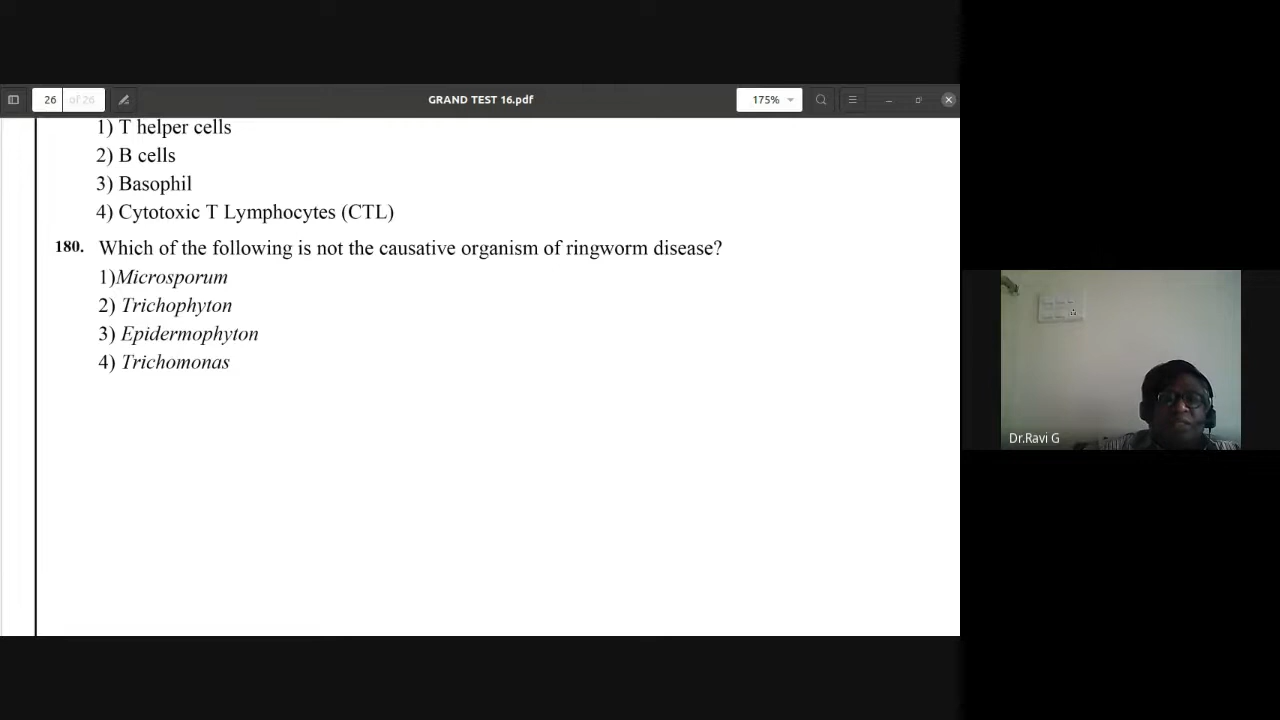 26 of 26
GRAND TEST 16.pdf
175%
1) T helper cells
2) B cells
3) Basophil
4) Cytotoxic T Lymphocytes (CTL)
180. Which of the following is not the causative organism of ringworm disease?
1)Microsporum
2) Trichophyton
3) Epidermophyton
4) Trichomonas
Dr.Ravi G